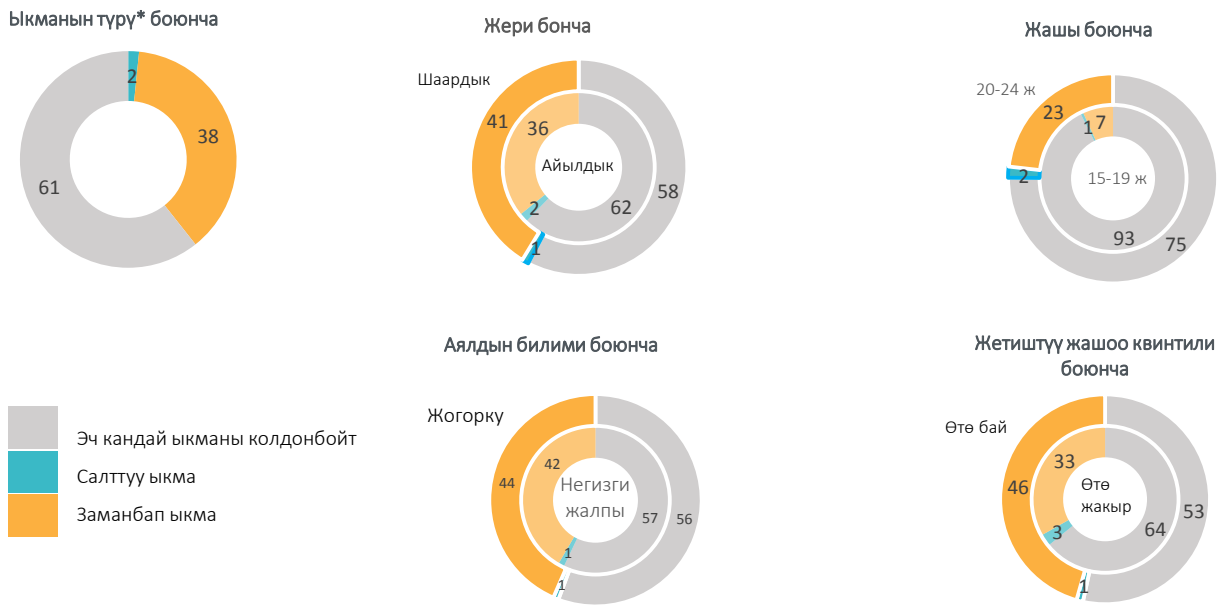 Ыкманын түрү* боюнча
2
38
61
Жери бонча
Шаардык
41
36
Айылдык
2
62
58
1
Жашы боюнча
20-24 ж
23
1
7
2
15-19 ж
93
75
Аялдын билими боюнча
Жогорку
42
44
Негизги
жалпы
57
56
1
1
Жетиштүү жашоо квинтили
боюнча
Өтө бай
33
46
Өтө
жакыр
53
3
64
1
Эч кандай ыкманы колдонбойт
Салттуу ыкма
Заманбап ыкма